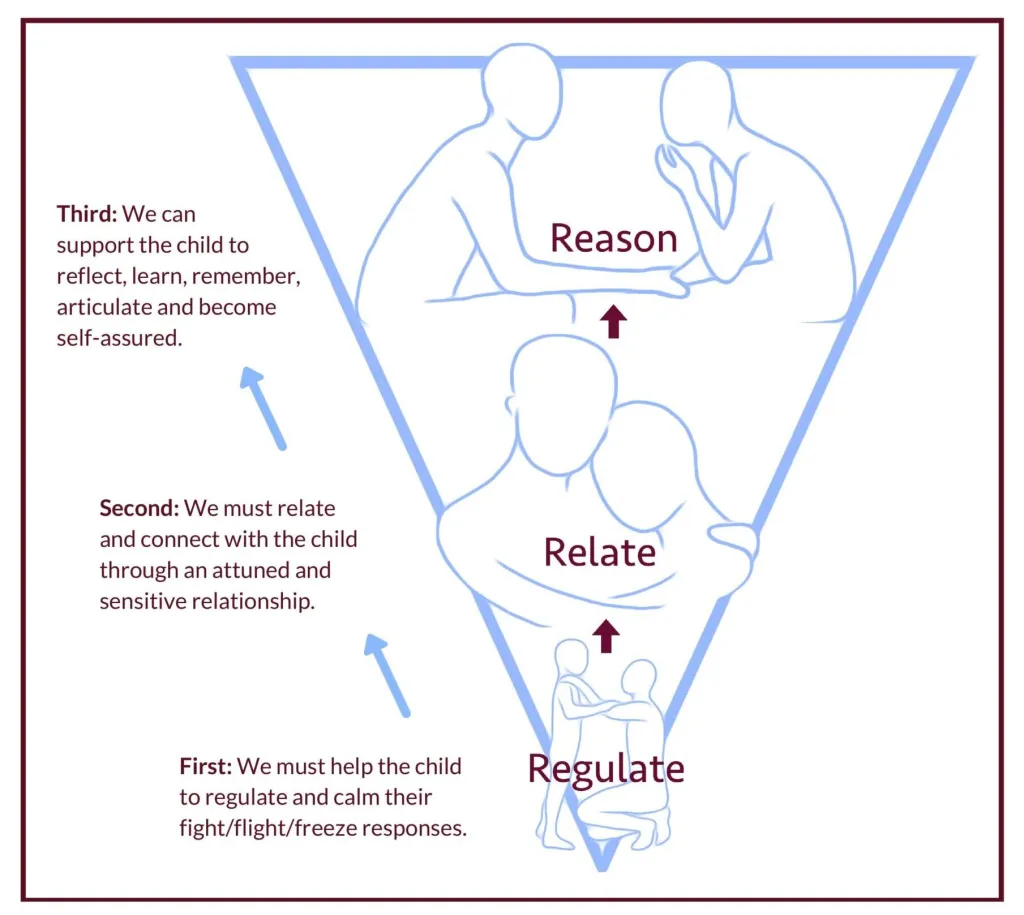 Third: We can
support the child to
reflect, learn, remember,
articulate and become
self-assured.
Reason
Second: We must relate
and connect with the child
through an attuned and
sensitive relationship.
Relate
First: We must help the child
to regulate and calm their
fight/flight/freeze responses.
Regulate